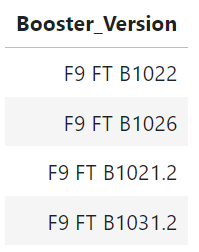 Booster_Version
F9 FT B1022
F9 FT B1026
F9 FT B1021.2
F9 FT B1031.2